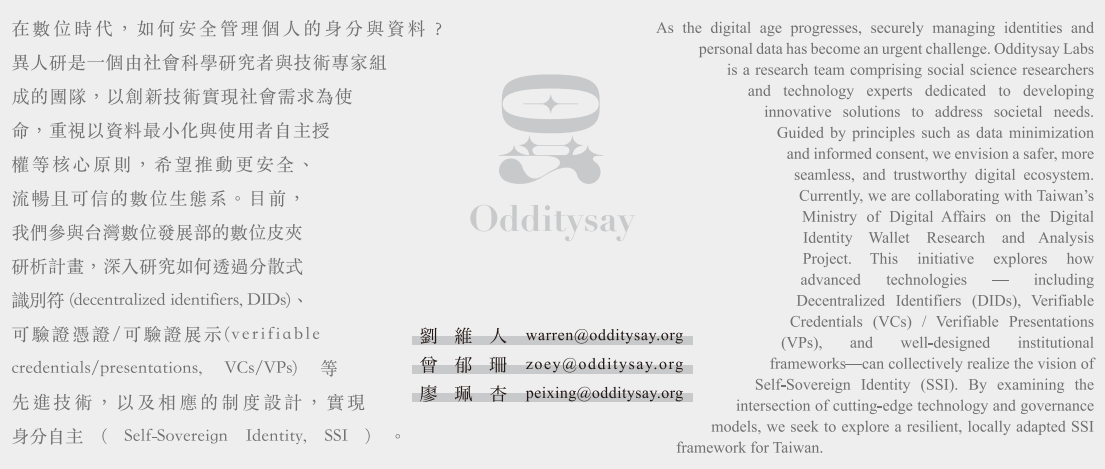 在數位時代，如何安全管理個人的身分與資料？
異人研是一個由社會科學研究者與技術專家組
成的團隊，以創新技術實現社會需求為使
命，重視以資料最小化與使用者自主授
權等核心原則，希望推動更安全、
流暢且可信的數位生態系。目前，
我們參與台灣數位發展部的數位皮夾
研析計畫，深入研究如何透過分散式
識別符 (decentralized identifiers, DIDs)、
可驗證憑證/可驗證展示(verifiable
credentials/presentations, VCs/VPs) 等
先進技術，以及相應的制度設計，實現
身分自主 ( Self-Sovereign Identity, SSI ) 。
Odditysay
劉維人 warren@odditysay.org
曾郁珊 zoey@odditysay.org
廖珮杏 peixing@odditysay.org
As the digital age progresses, securely managing identities and
personal data has become an urgent challenge. Odditysay Labs
is a research team comprising social science researchers
and technology experts dedicated to developing
innovative solutions to address societal needs.
Guided by principles such as data minimization
and informed consent, we envision a safer, more
seamless, and trustworthy digital ecosystem.
Currently, we are collaborating with Taiwan's
Ministry of Digital Affairs on the Digital
Identity Wallet Research and Analysis
Project. This initiative explores how
advanced technologies — including
Decentralized Identifiers (DIDs), Verifiable
Credentials (VCs) / Verifiable Presentations
(VPs), and well-designed institutional
frameworks—can collectively realize the vision of
Self-Sovereign Identity (SSI). By examining the
intersection of cutting-edge technology and governance
models, we seek to explore a resilient, locally adapted SSI
framework for Taiwan.